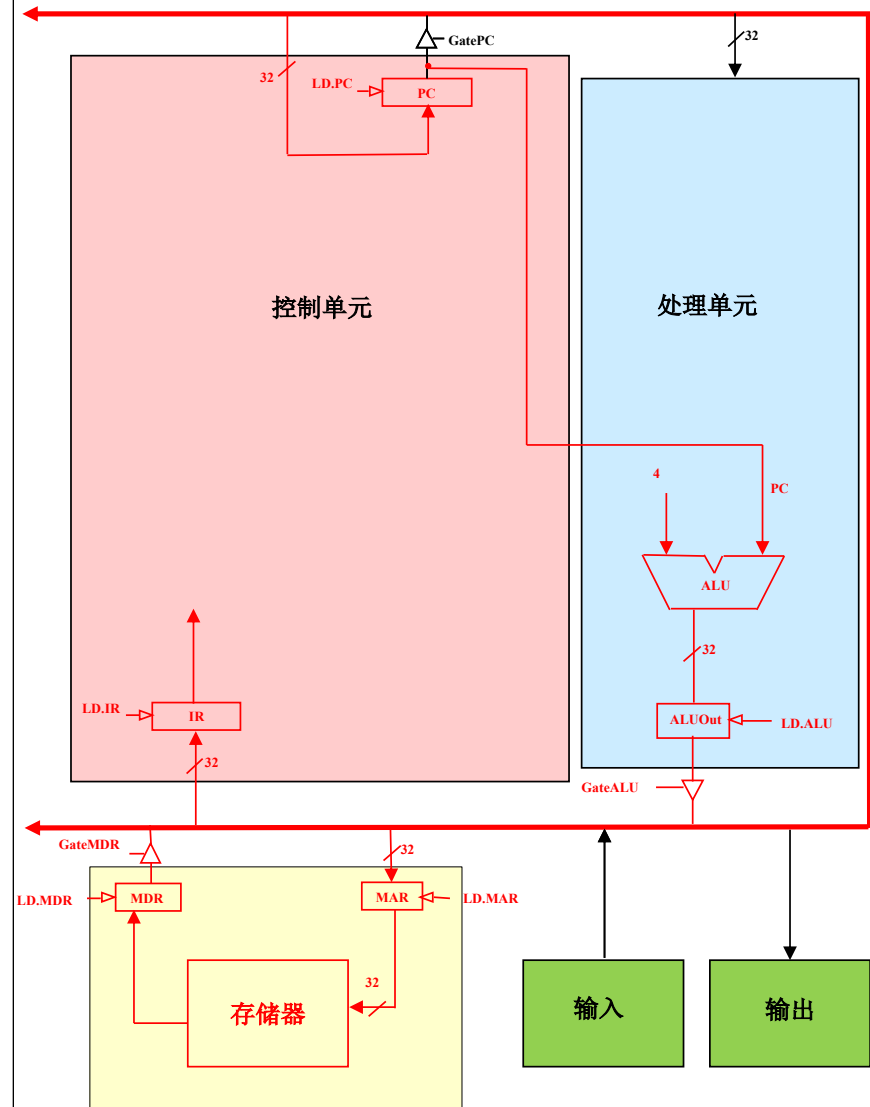 GatePC
32
32
LD.PC
PC
控制单元
处理单元
4
PC
ALU
32
LD.IR
IR
ALUOut
LD.ALU
32
GateALU
GateMDR
32
LD.MDR
MDR
MAR
LD.MAR
32
存储器
输入
输出